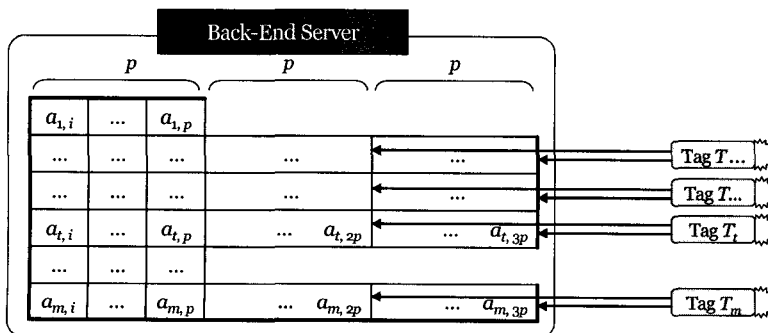 Back-End Server
p p p
a1, i ... a1, p
... ... ... ... ... Tag T ...
... ... ... ... ... Tag T...
at, i ... at, p ... at, 2p ... at, 3p Tag Tt
... ... ...
am, i ... am, p ... am, 2p ... am, 3p Tag Tm